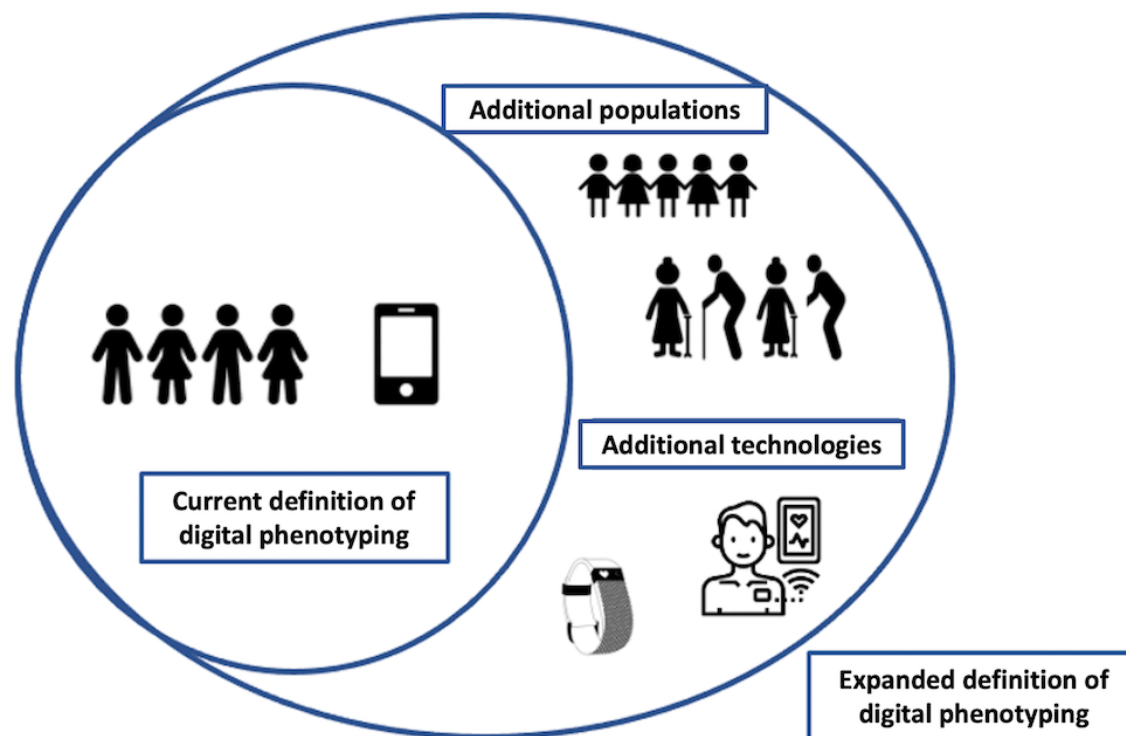 Additional populations
Additional technologies
Current definition of
digital phenotyping
Expanded definition of
digital phenotyping